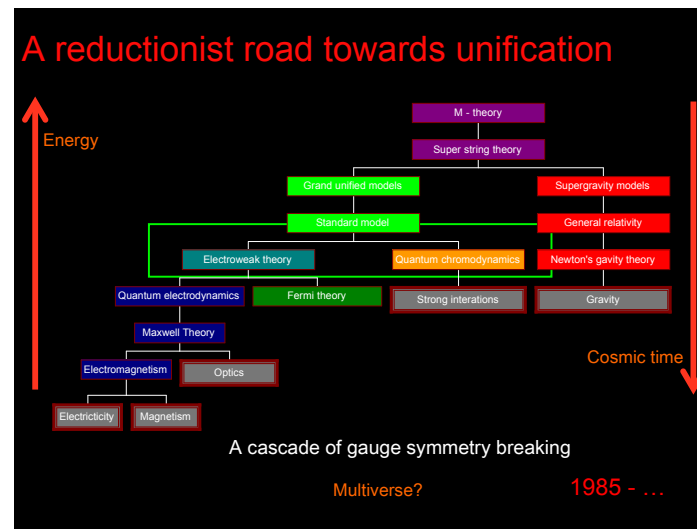 A reductionist road towards unification
Energy
M - theory
Super string theory
Grand unified models
Supergravity models
Standard model
General relativity
Electroweak theory
Quantum chromodynamics
Newton's gavity theory
Quantum electrodynamics
Fermi theory
Strong interations
Gravity
Maxwell Theory
Cosmic time
Electromagnetism
Optics
Electricticity
Magnetism
A cascade of gauge symmetry breaking
Multiverse?
1985 - ...